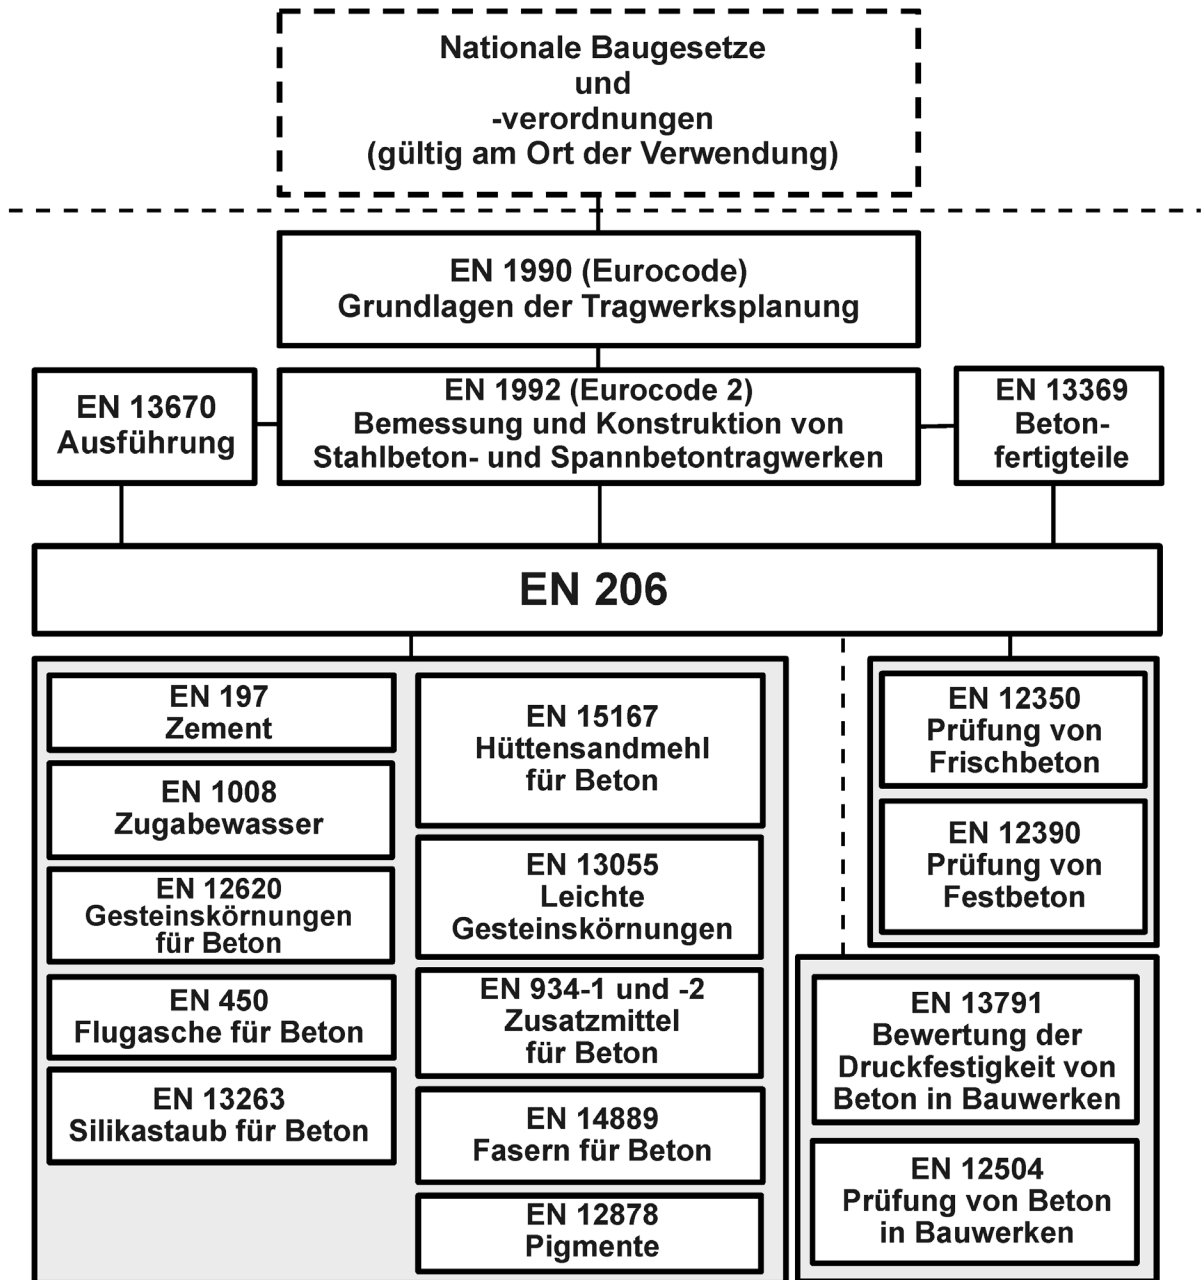 Nationale Baugesetze
und
-verordnungen
(gültig am Ort der Verwendung)
EN 1990 (Eurocode)
Grundlagen der Tragwerksplanung
EN 13670
Ausführung
EN 1992 (Eurocode 2)
Bemessung und Konstruktion von
Stahlbeton- und Spannbetontragwerken
EN 13369
Beton-
fertigteile
EN 206
EN 197
Zement
EN 1008
Zugabewasser
EN 12620
Gesteinskörnungen
für Beton
EN 450
Flugasche für Beton
EN 13263
Silikastaub für Beton
EN 15167
Hüttensandmehl
für Beton
EN 13055
Leichte
Gesteinskörnungen
EN 934-1 und -2
Zusatzmittel
für Beton
EN 14889
Fasern für Beton
EN 12878
Pigmente
EN 12350
Prüfung von
Frischbeton
EN 12390
Prüfung von
Festbeton
EN 13791
Bewertung der
Druckfestigkeit von
Beton in Bauwerken
EN 12504
Prüfung von Beton
in Bauwerken